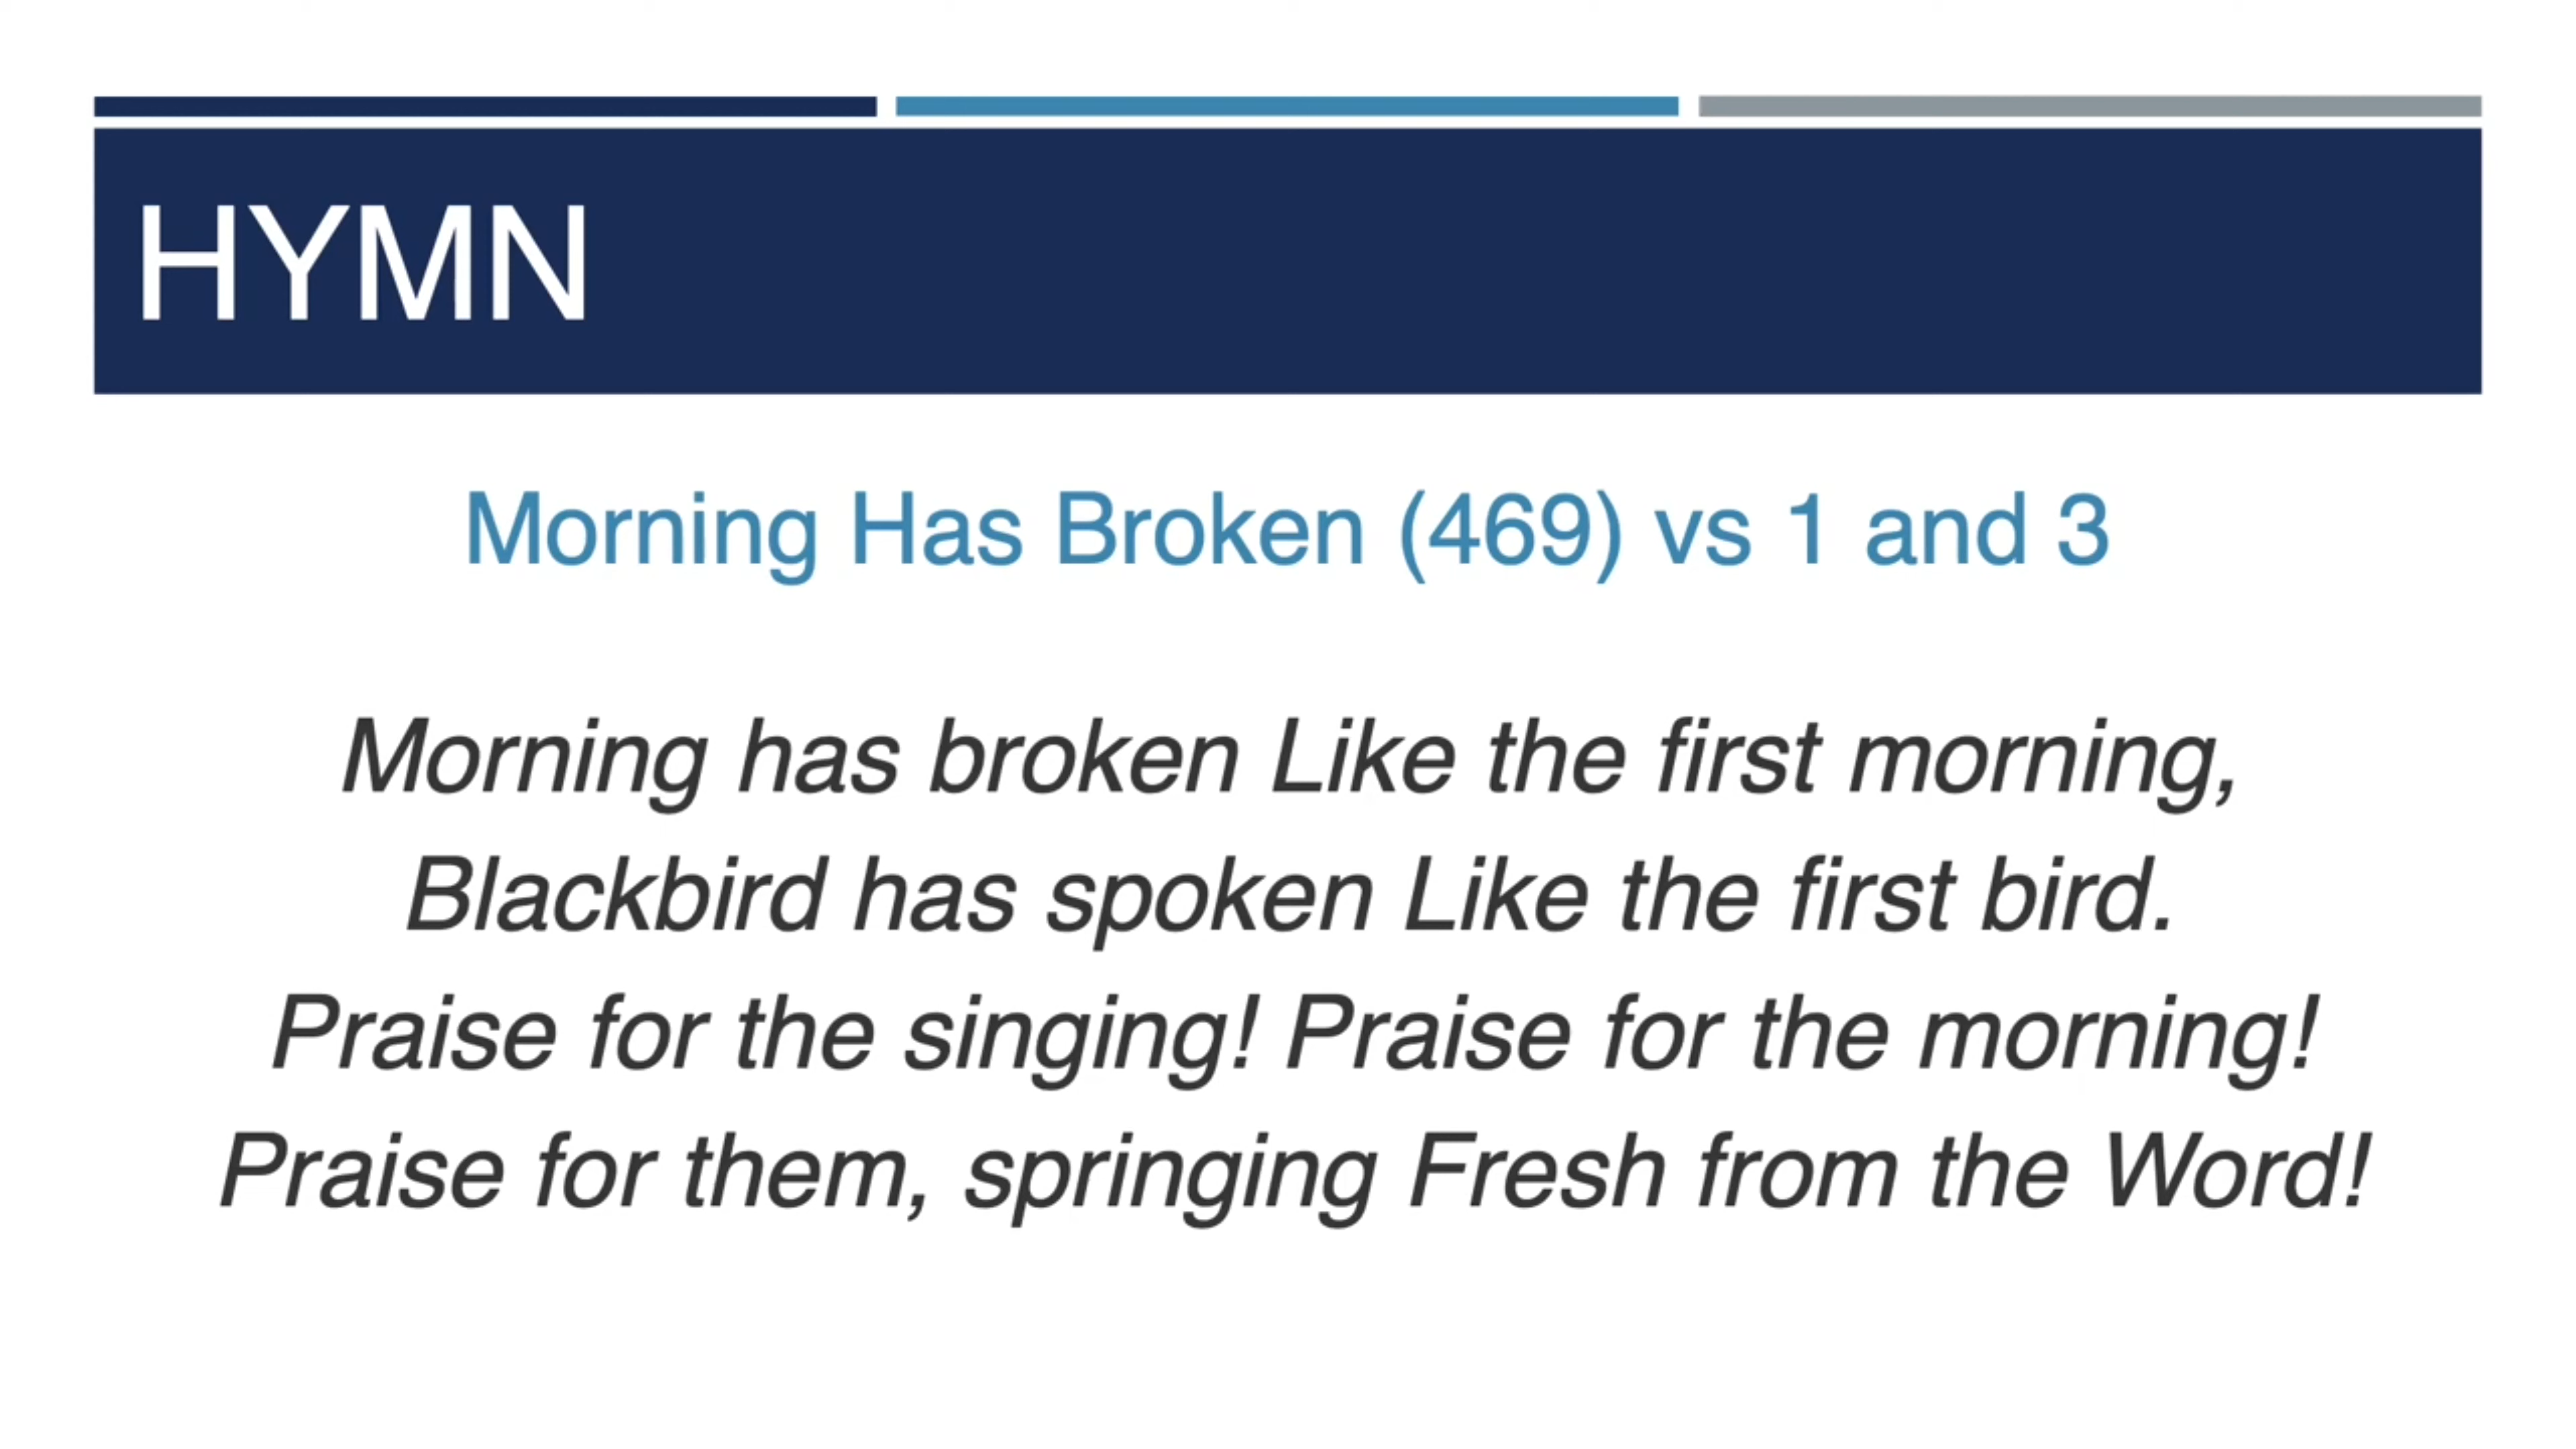 HYMN
Morning Has Broken (469) vs 1 and 3
Morning has broken Like the first morning,
Blackbird has spoken Like the first bird.
Praise for the singing! Praise for the morning!
Praise for them, springing Fresh from the Word!